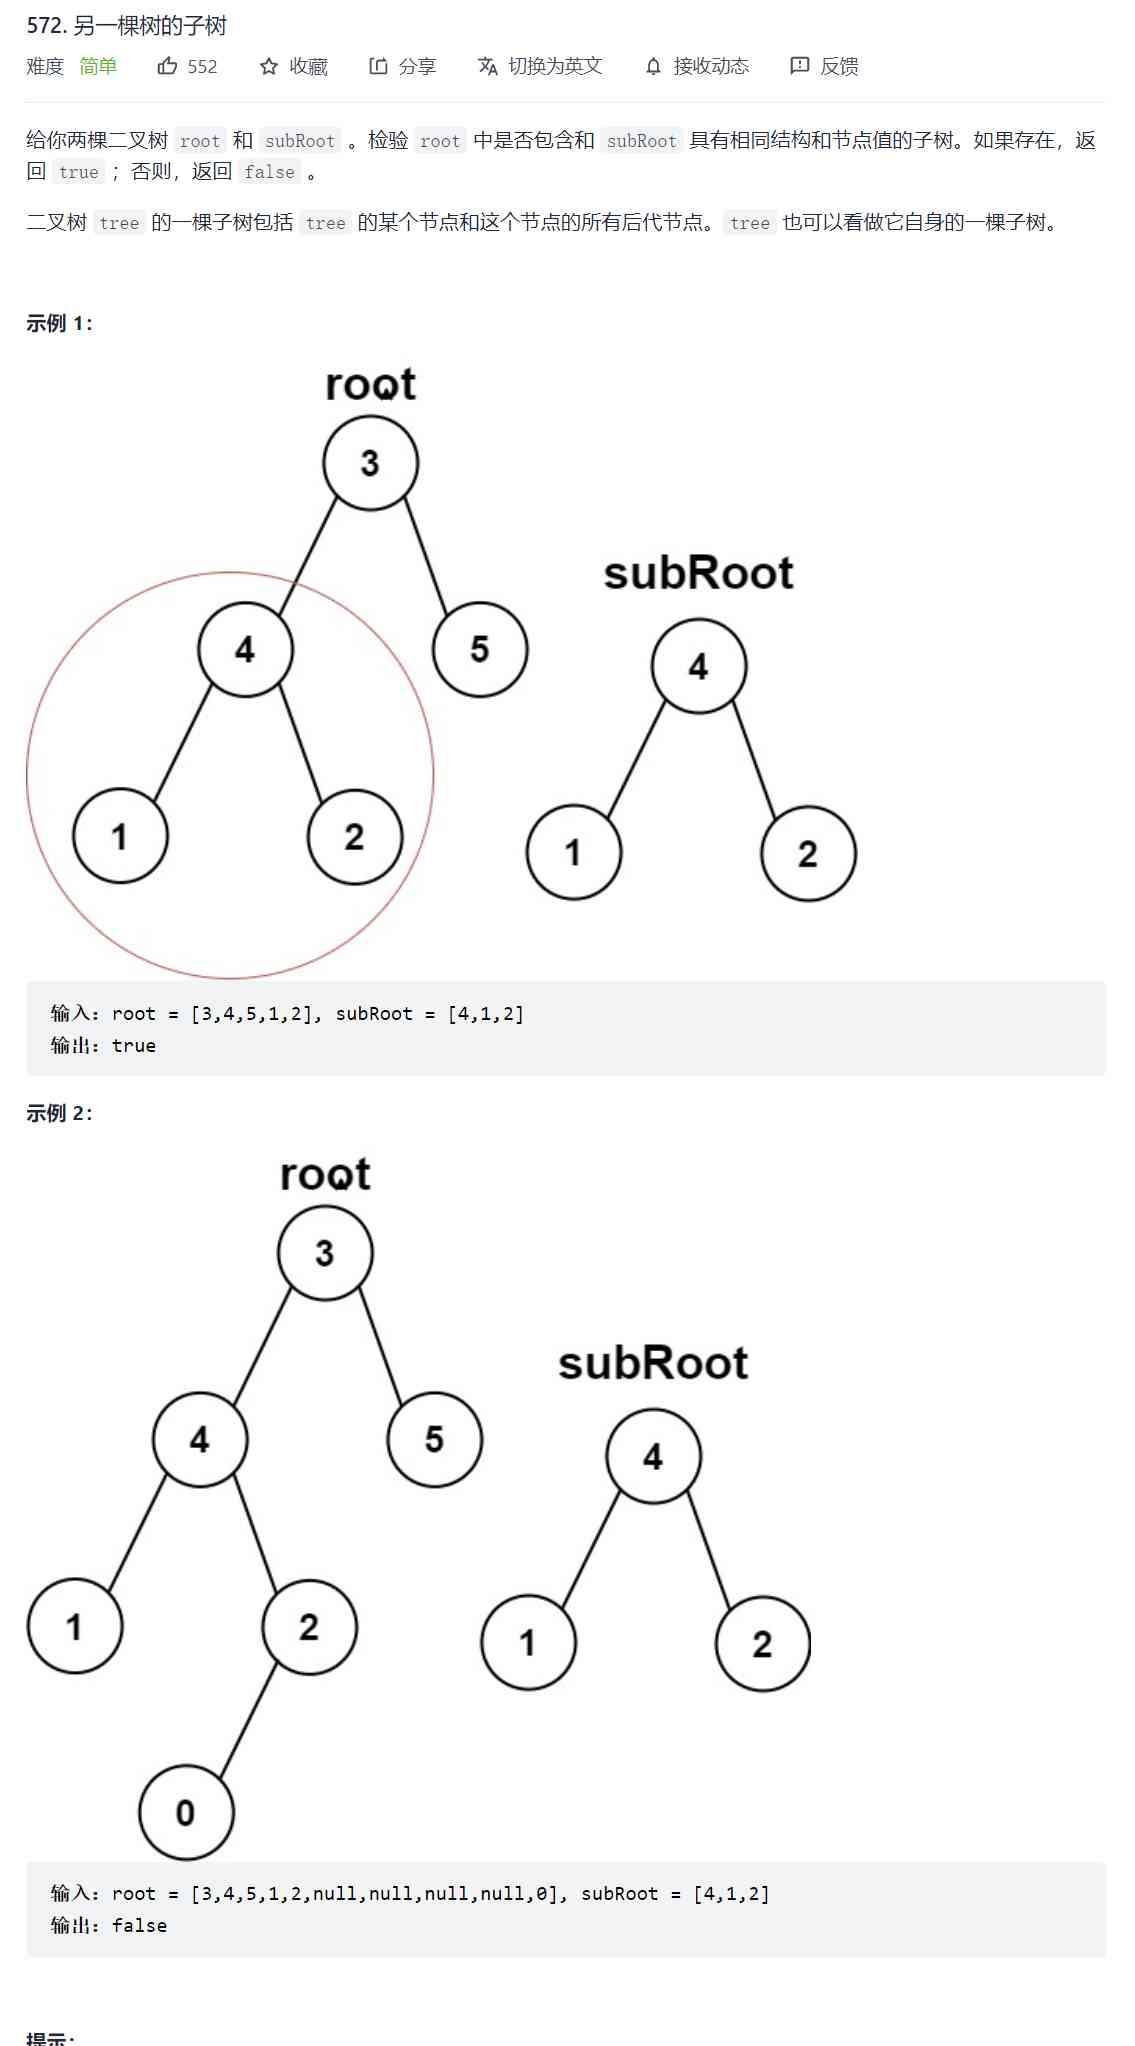 572. 另一棵树的子树
难度 简单 552 收藏 分享 切换为英文 接收动态 反馈
给你两棵二叉树 root 和 subRoot 。检验 root 中是否包含和 subRoot 具有相同结构和节点值的子树。如果存在，返
回 true ；否则，返回 false 。
二叉树 tree 的一棵子树包括 tree 的某个节点和这个节点的所有后代节点。tree 也可以看做它自身的一棵子树。
示例 1：
root
3
subRoot
4 5
4
1 2
1 2
输入：root = [3,4,5,1,2], subRoot = [4,1,2]
输出：true
示例 2：
root
3
subRoot
4 5
4
1 2
1 2
0
输入：root = [3,4,5,1,2,null,null,null,null,0], subRoot = [4,1,2]
输出：false
提示：